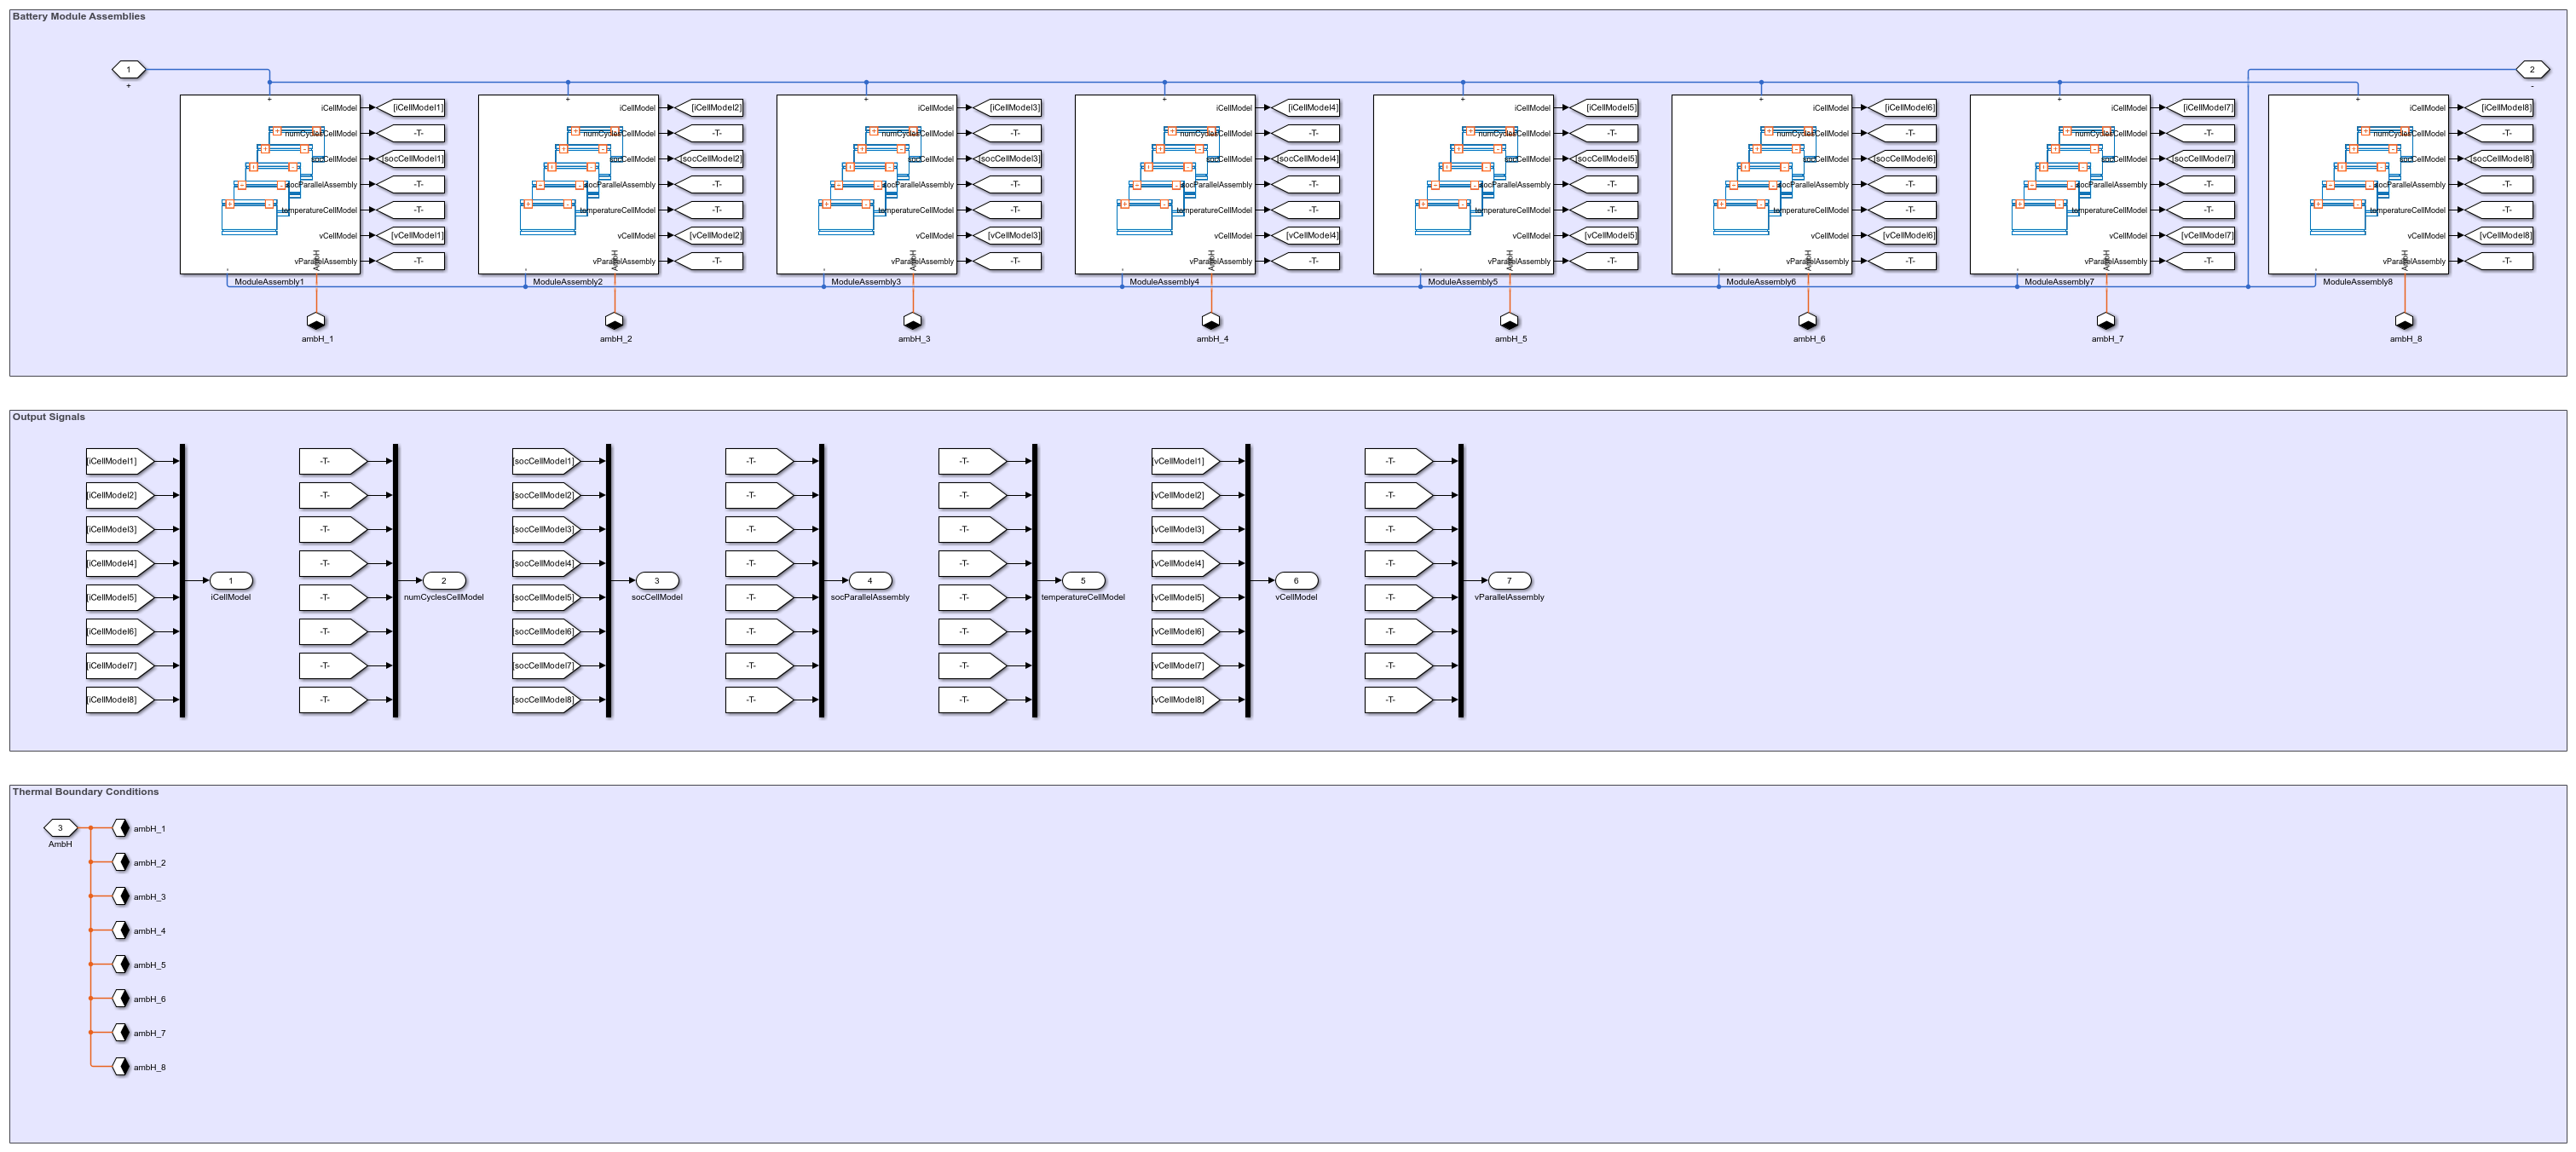 Battery Module Assemblies
1
+
2
-
+
iCellModel
numCyclesCellModel
socCellModel
socParallelAssembly
temperatureCellModel
vCellModel
vParallelAssembly
AmbH
-
[iCellModel1]
-T-
[socCellModel1]
-T-
-T-
[vCellModel1]
-T-
ModuleAssembly1
ambH_1
+
iCellModel
numCyclesCellModel
socCellModel
socParallelAssembly
temperatureCellModel
vCellModel
vParallelAssembly
AmbH
-
[iCellModel2]
-T-
[socCellModel2]
-T-
-T-
[vCellModel2]
-T-
ModuleAssembly2
ambH_2
+
iCellModel
numCyclesCellModel
socCellModel
socParallelAssembly
temperatureCellModel
vCellModel
vParallelAssembly
AmbH
-
[iCellModel3]
-T-
[socCellModel3]
-T-
-T-
[vCellModel3]
-T-
ModuleAssembly3
ambH_3
+
iCellModel
numCyclesCellModel
socCellModel
socParallelAssembly
temperatureCellModel
vCellModel
vParallelAssembly
AmbH
-
[iCellModel4]
-T-
[socCellModel4]
-T-
-T-
[vCellModel4]
-T-
ModuleAssembly4
ambH_4
+
iCellModel
numCyclesCellModel
socCellModel
socParallelAssembly
temperatureCellModel
vCellModel
vParallelAssembly
AmbH
-
[iCellModel5]
-T-
[socCellModel5]
-T-
-T-
[vCellModel5]
-T-
ModuleAssembly5
ambH_5
+
iCellModel
numCyclesCellModel
socCellModel
socParallelAssembly
temperatureCellModel
vCellModel
vParallelAssembly
AmbH
-
[iCellModel6]
-T-
[socCellModel6]
-T-
-T-
[vCellModel6]
-T-
ModuleAssembly6
ambH_6
+
iCellModel
numCyclesCellModel
socCellModel
socParallelAssembly
temperatureCellModel
vCellModel
vParallelAssembly
AmbH
-
[iCellModel7]
-T-
[socCellModel7]
-T-
-T-
[vCellModel7]
-T-
ModuleAssembly7
ambH_7
+
iCellModel
numCyclesCellModel
socCellModel
socParallelAssembly
temperatureCellModel
vCellModel
vParallelAssembly
AmbH
-
[iCellModel8]
-T-
[socCellModel8]
-T-
-T-
[vCellModel8]
-T-
ModuleAssembly8
ambH_8
Output Signals
[iCellModel1]
[iCellModel2]
[iCellModel3]
[iCellModel4]
[iCellModel5]
[iCellModel6]
[iCellModel7]
[iCellModel8]
1
iCellModel
-T-
-T-
-T-
-T-
-T-
-T-
-T-
-T-
2
numCyclesCellModel
[socCellModel1]
[socCellModel2]
[socCellModel3]
[socCellModel4]
[socCellModel5]
[socCellModel6]
[socCellModel7]
[socCellModel8]
3
socCellModel
-T-
-T-
-T-
-T-
-T-
-T-
-T-
-T-
4
socParallelAssembly
-T-
-T-
-T-
-T-
-T-
-T-
-T-
-T-
5
temperatureCellModel
[vCellModel1]
[vCellModel2]
[vCellModel3]
[vCellModel4]
[vCellModel5]
[vCellModel6]
[vCellModel7]
[vCellModel8]
6
vCellModel
-T-
-T-
-T-
-T-
-T-
-T-
-T-
-T-
7
vParallelAssembly
Thermal Boundary Conditions
3
AmbH
ambH_1
ambH_2
ambH_3
ambH_4
ambH_5
ambH_6
ambH_7
ambH_8